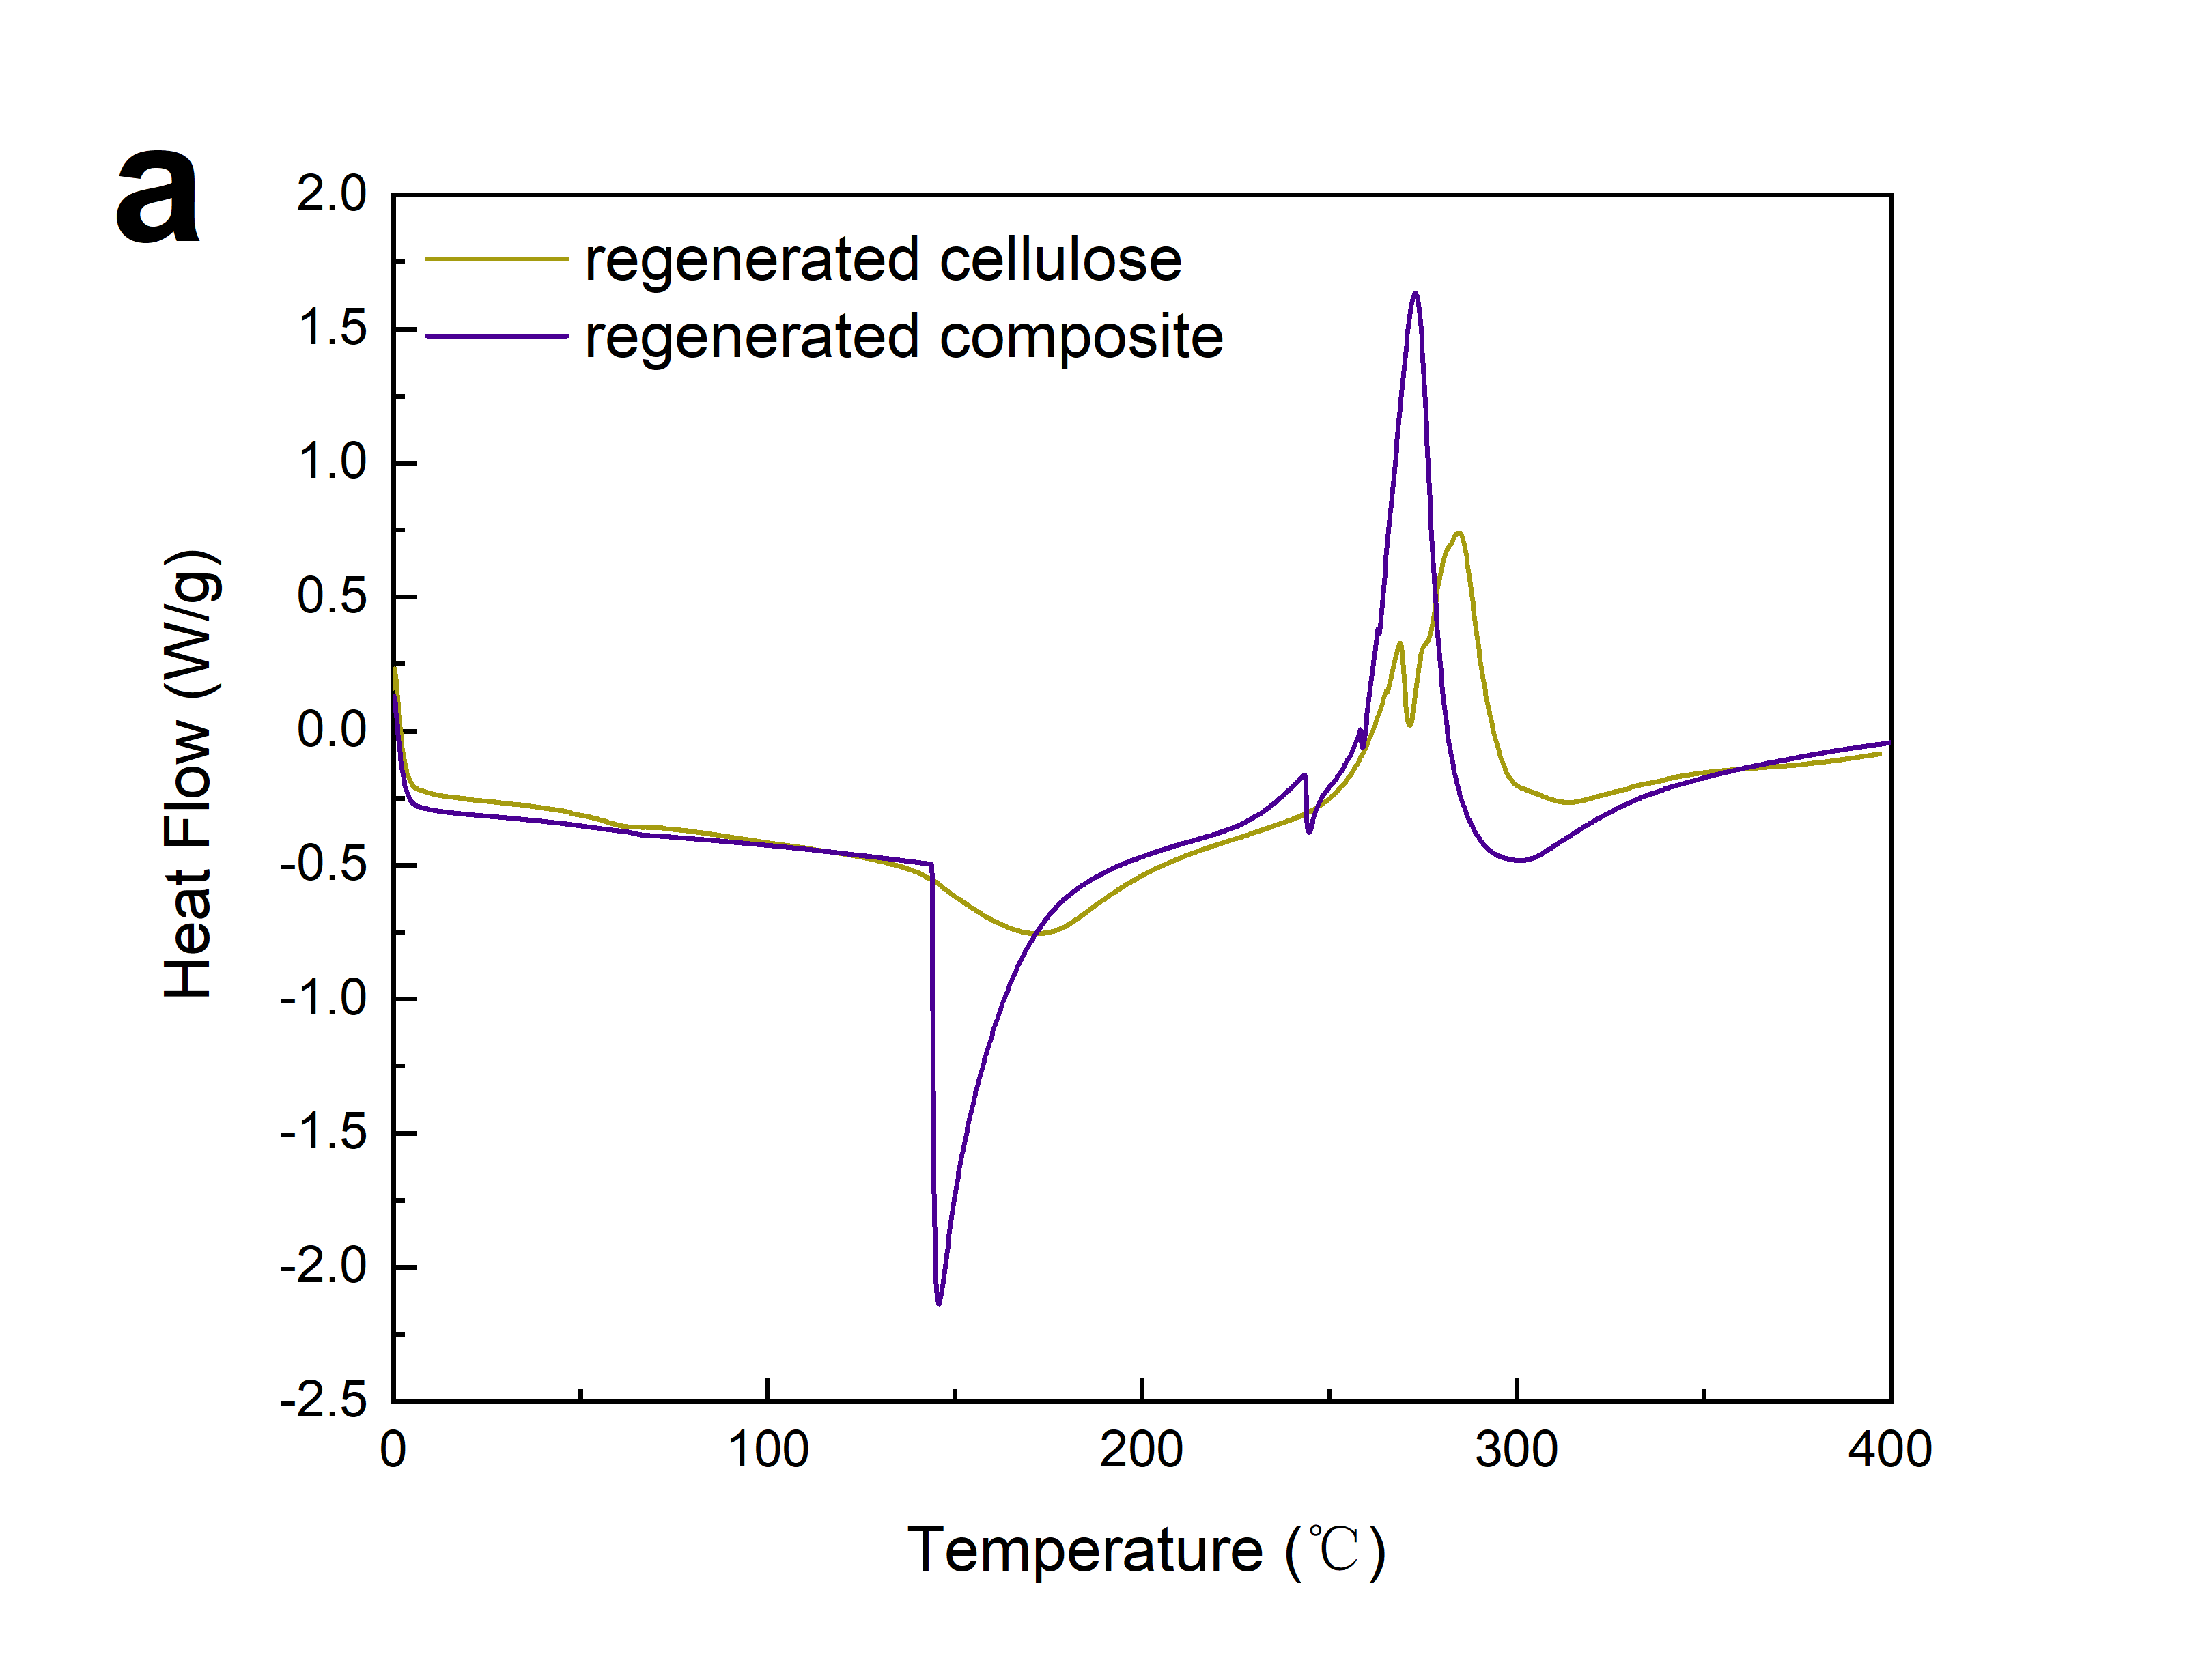 a
2.0
1.5
1.0
0.5
0.0
-0.5
-1.0
-1.5
-2.0
-2.5
Heat Flow (W/g)
regenerated cellulose
regenerated composite
0 100 200 300 400
Temperature (℃)